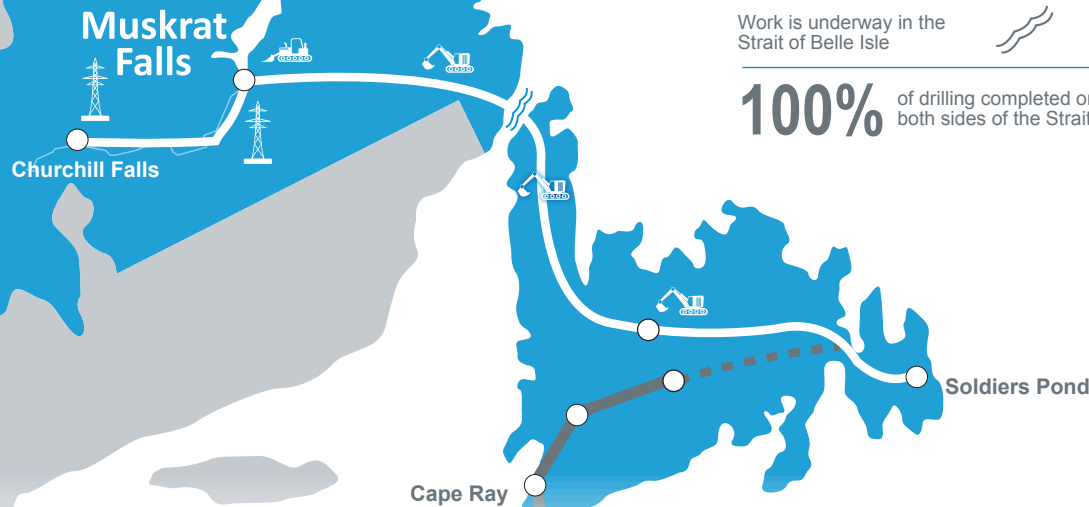 Muskrat
Falls
Churchill Falls
Work is underway in the
Strait of Belle Isle
100%
of drilling completed
both sides of the Strait
Soldiers Pond
Cape Ray